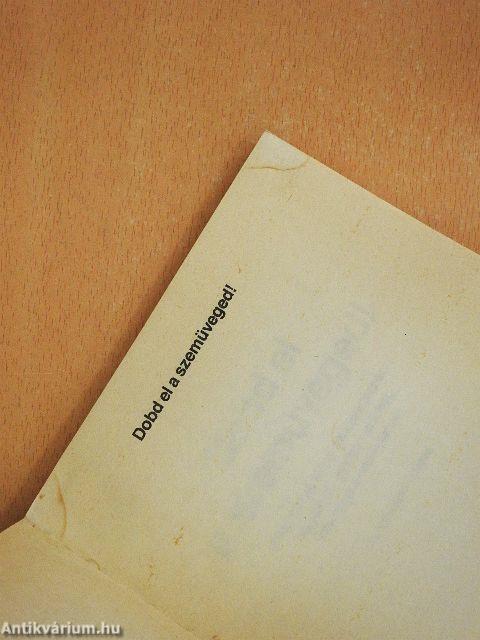 Dobd el a szemüveged!
Antikvárium.hu